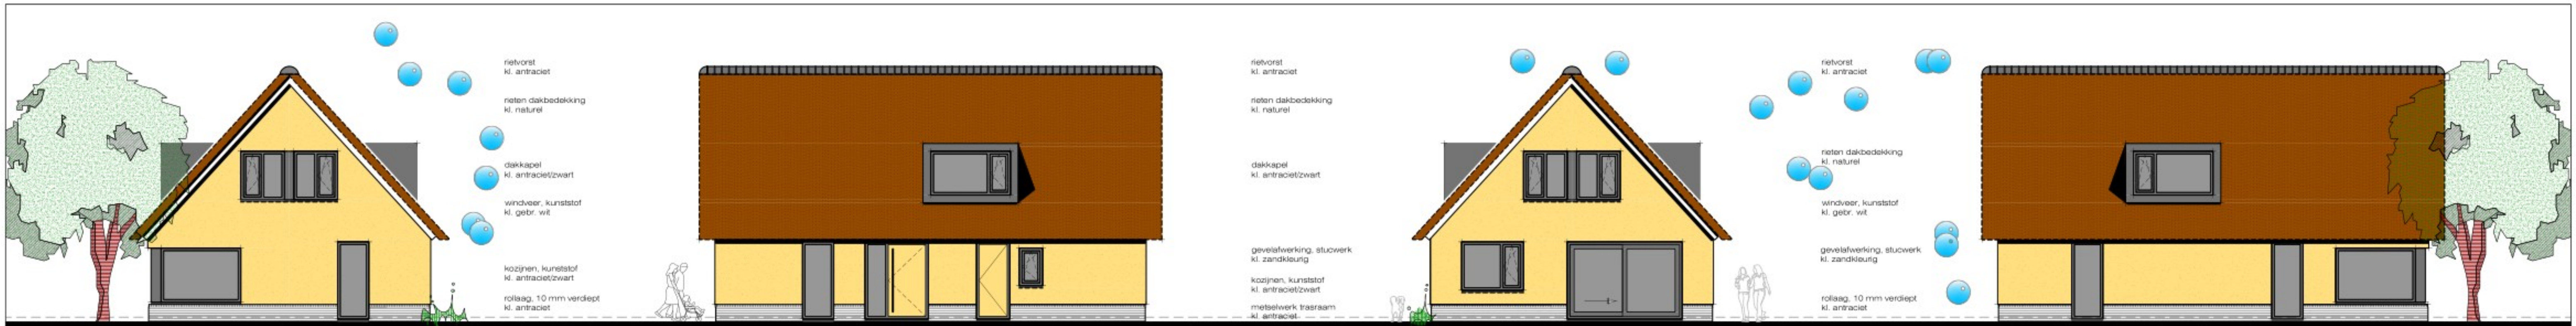 rietvorst
kl. antraciet
rieten dakbedekking
kl. naturel
dakkapel
kl. antraciet/zwart
windveer, kunststof
kl. gebr. wit
kozijnen, kunststof
kl. antraciet/zwart
rollaag, 10 mm verdiept
kl. antraciet
rietvorst
kl. antraciet
rieten dakbedekking
kl. naturel
dakkapel
kl. antraciet/zwart
gevelafwerking, stucwerk
kl. zandkleurig
kozijnen, kunststof
kl. antraciet/zwart
metselwerk trasraam
kl. antraciet
rietvorst
kl. antraciet
rieten dakbedekking
kl. naturel
windveer, kunststof
kl. gebr. wit
gevelafwerking, stucwerk
kl. zandkleurig
rollaag, 10 mm verdiept
kl. antraciet